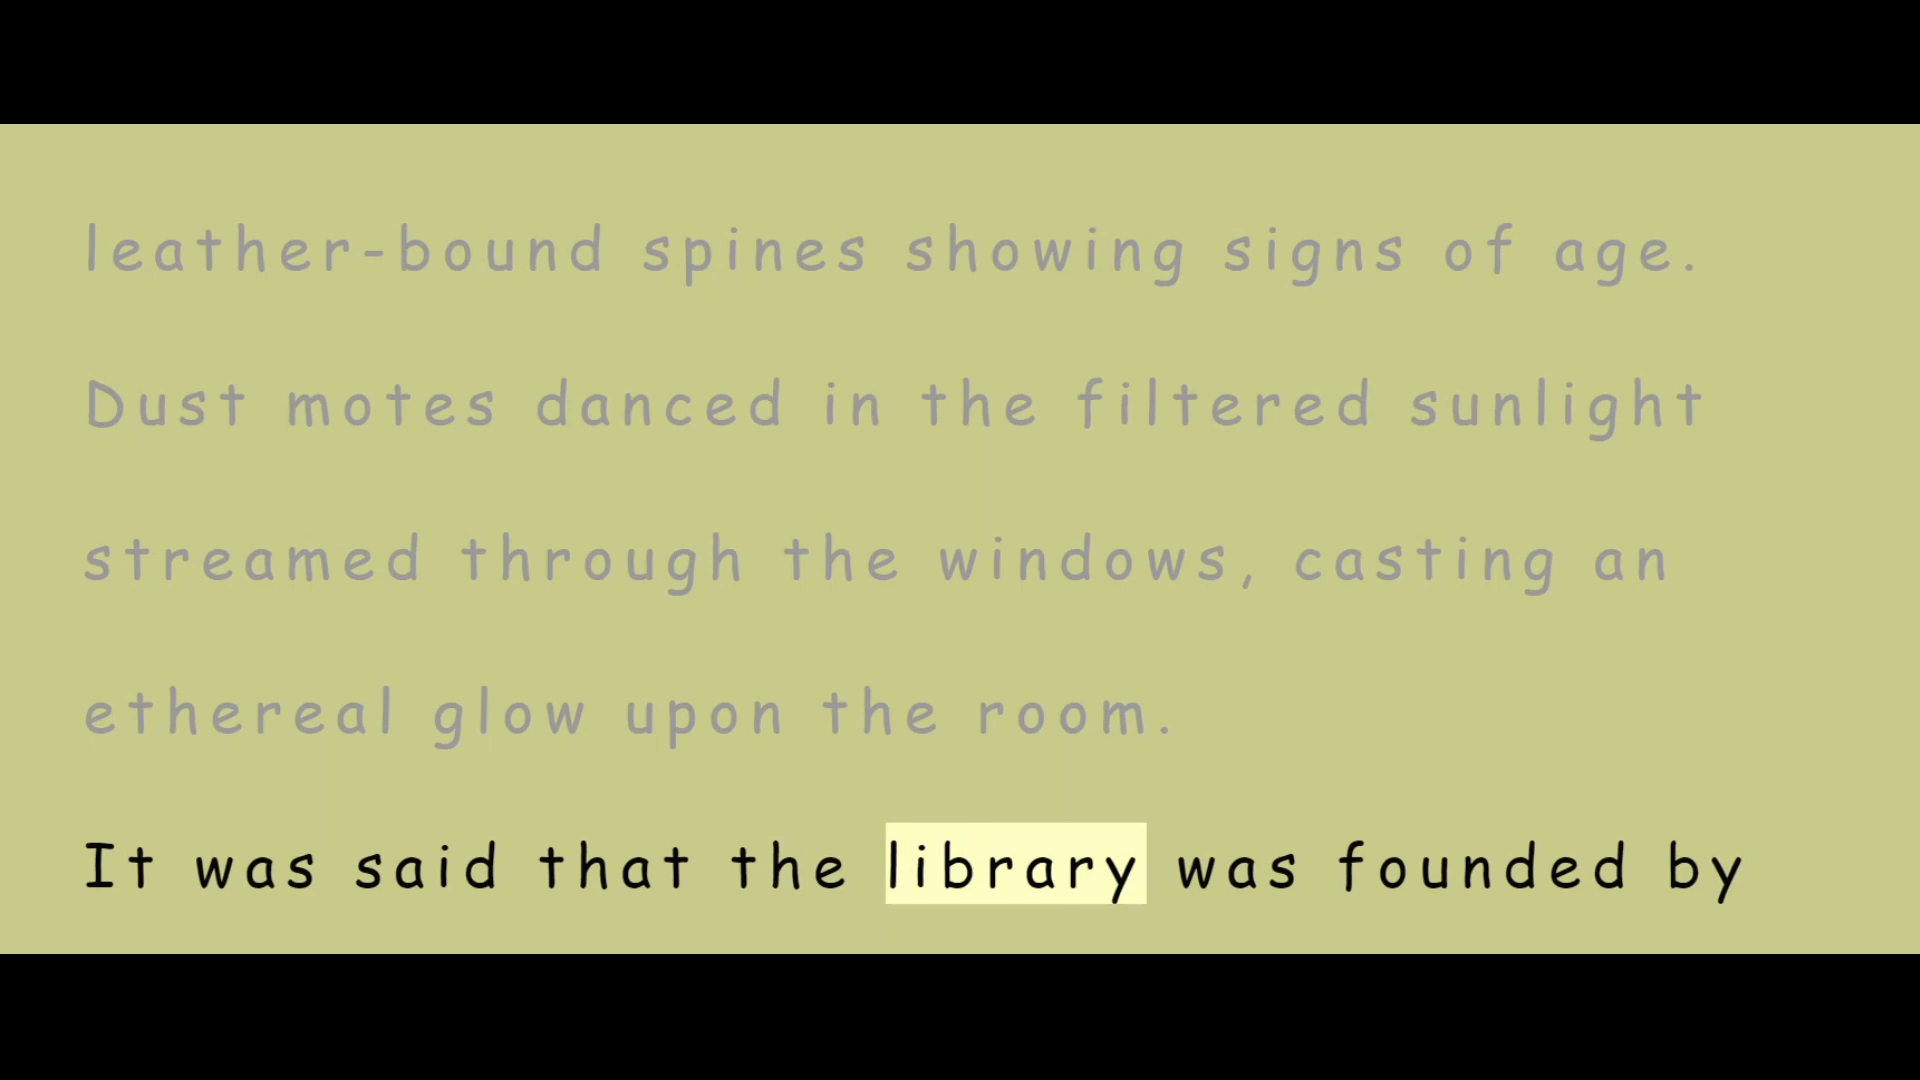 leather-bound spines showing signs of age.
Dust motes danced in the filtered sunlight
streamed through the windows, casting an
ethereal glow upon the room.
It was said that the library was founded by